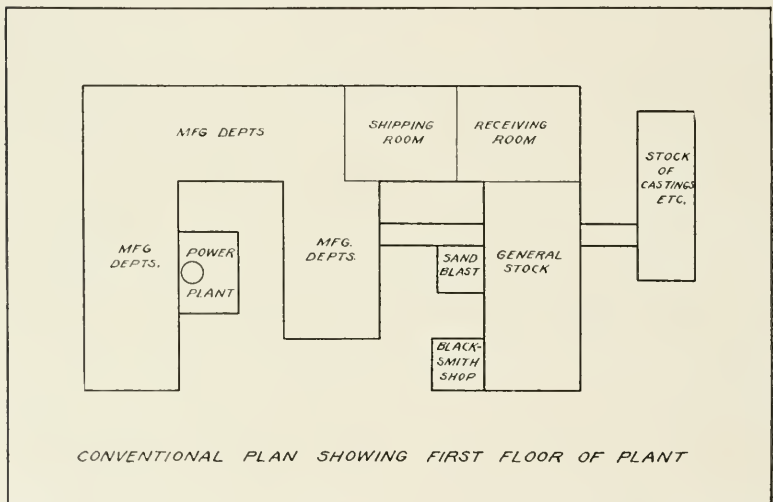 MFG DEPTS
SHIPPING
ROOM
RECEIVING
ROOM
STOCK
OF
CASTINGS
ETC.
MFG
DEPTS.
POWER
PLANT
MFG.
DEPTS.
SAND
BLAST
GENERAL
STOCK
BLACK-
SMITH
SHOP
CONVENTIONAL PLAN SHOWING FIRST FLOOR OF PLANT